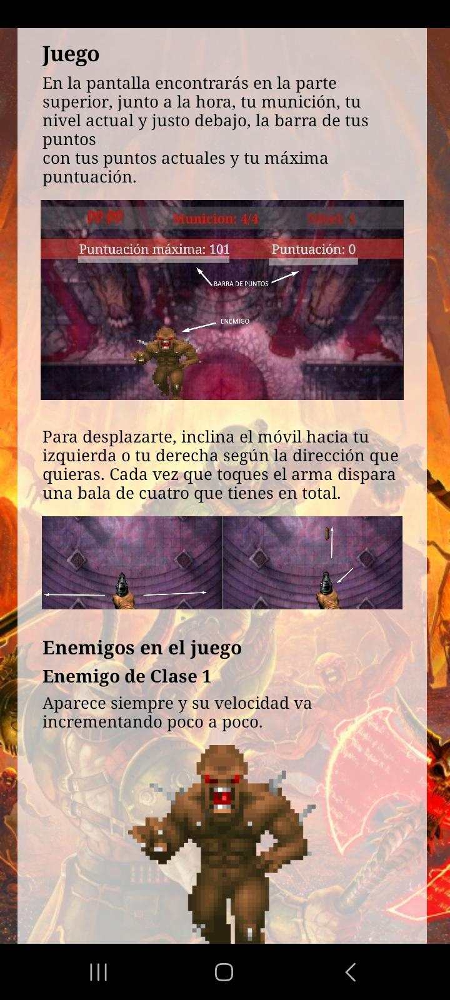 Juego
En la pantalla encontrarás en la parte
superior, junto a la hora, tu munición, tu
nivel actual y justo debajo, la barra de tus
puntos
con tus puntos actuales y tu máxima
puntuación.
Municion: 4/4 Nivel: 1
Puntuación máxima: 101 Puntuación: 0
BARRA DE PUNTOS
ENEMIGO
Para desplazarte, inclina el móvil hacia tu
izquierda o tu derecha según la dirección que
quieras. Cada vez que toques el arma dispara
una bala de cuatro que tienes en total.
Enemigos en el juego
Enemigo de Clase 1
Aparece siempre y su velocidad va
incrementando poco a poco.